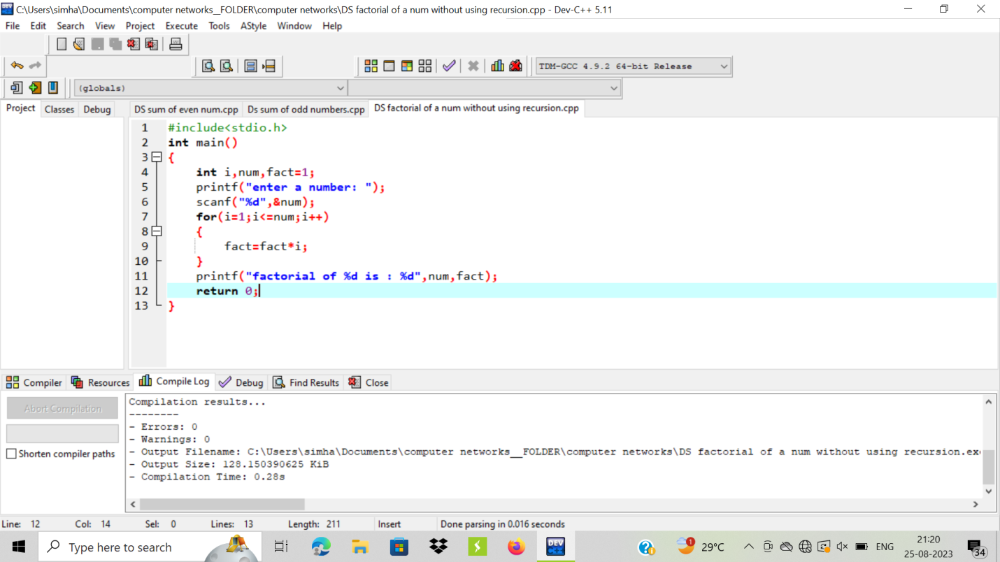 C:\Users\simha\Documents\computer networks__FOLDER\computer networks\DS factorial of a num without using recursion.cpp - Dev-C++ 5.11
File Edit Search View Project Execute Tools AStyle Window Help
TDM-GCC 4.9.2 64-bit Release
(globals)
Project Classes Debug DS sum of even num.cpp Ds sum of odd numbers.cpp DS factorial of a num without using recursion.cpp
1 #include<stdio.h>
2 int main()
3 {
4 int i,num,fact=1;
5 printf("enter a number: ");
6 scanf("%d",&num);
7 for(i=1;i<=num;i++)
8 {
9 fact=fact*i;
10 }
11 printf("factorial of %d is : %d",num,fact);
12 return 0;
13 }
Compiler Resources Compile Log Debug Find Results Close
Abort Compilation
Shorten compiler paths
Compilation results...
--------
- Errors: 0
- Warnings: 0
- Output Filename: C:\Users\simha\Documents\computer networks__FOLDER\computer networks\DS factorial of a num without using recursion.ex
- Output Size: 128.150390625 KiB
- Compilation Time: 0.28s
Line: 12 Col: 14 Sel: 0 Lines: 13 Length: 211 Insert Done parsing in 0.016 seconds
Type here to search
DEV C++
1
29°C
ENG
21:20
25-08-2023
34